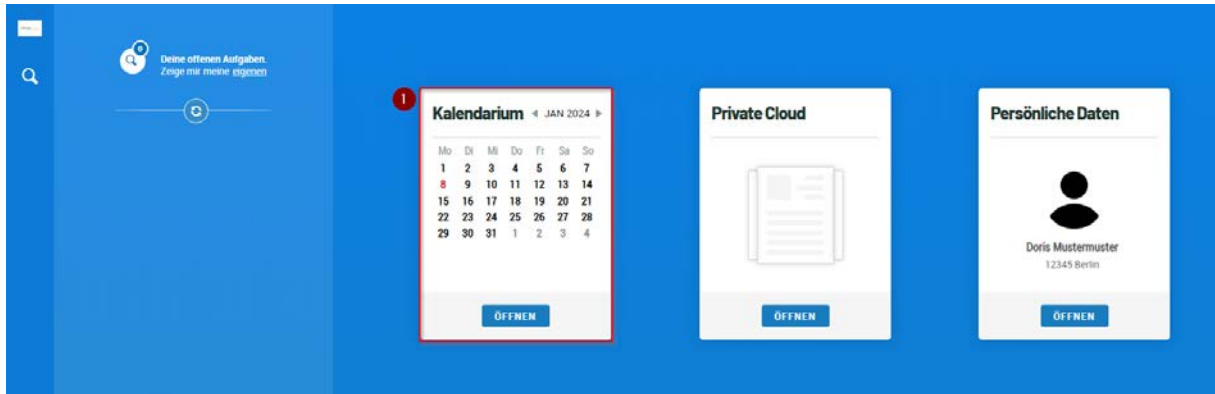 0
Deine offenen Aufgaben.
Zeige mir meine eigenen
1
Kalendarium ◀ JAN 2024 ▶
Mo Di Mi Do Fr Sa So
1 2 3 4 5 6 7
8 9 10 11 12 13 14
15 16 17 18 19 20 21
22 23 24 25 26 27 28
29 30 31 1 2 3 4
ÖFFNEN
Private Cloud
ÖFFNEN
Persönliche Daten
Doris Mustermuster
12345 Berlin
ÖFFNEN